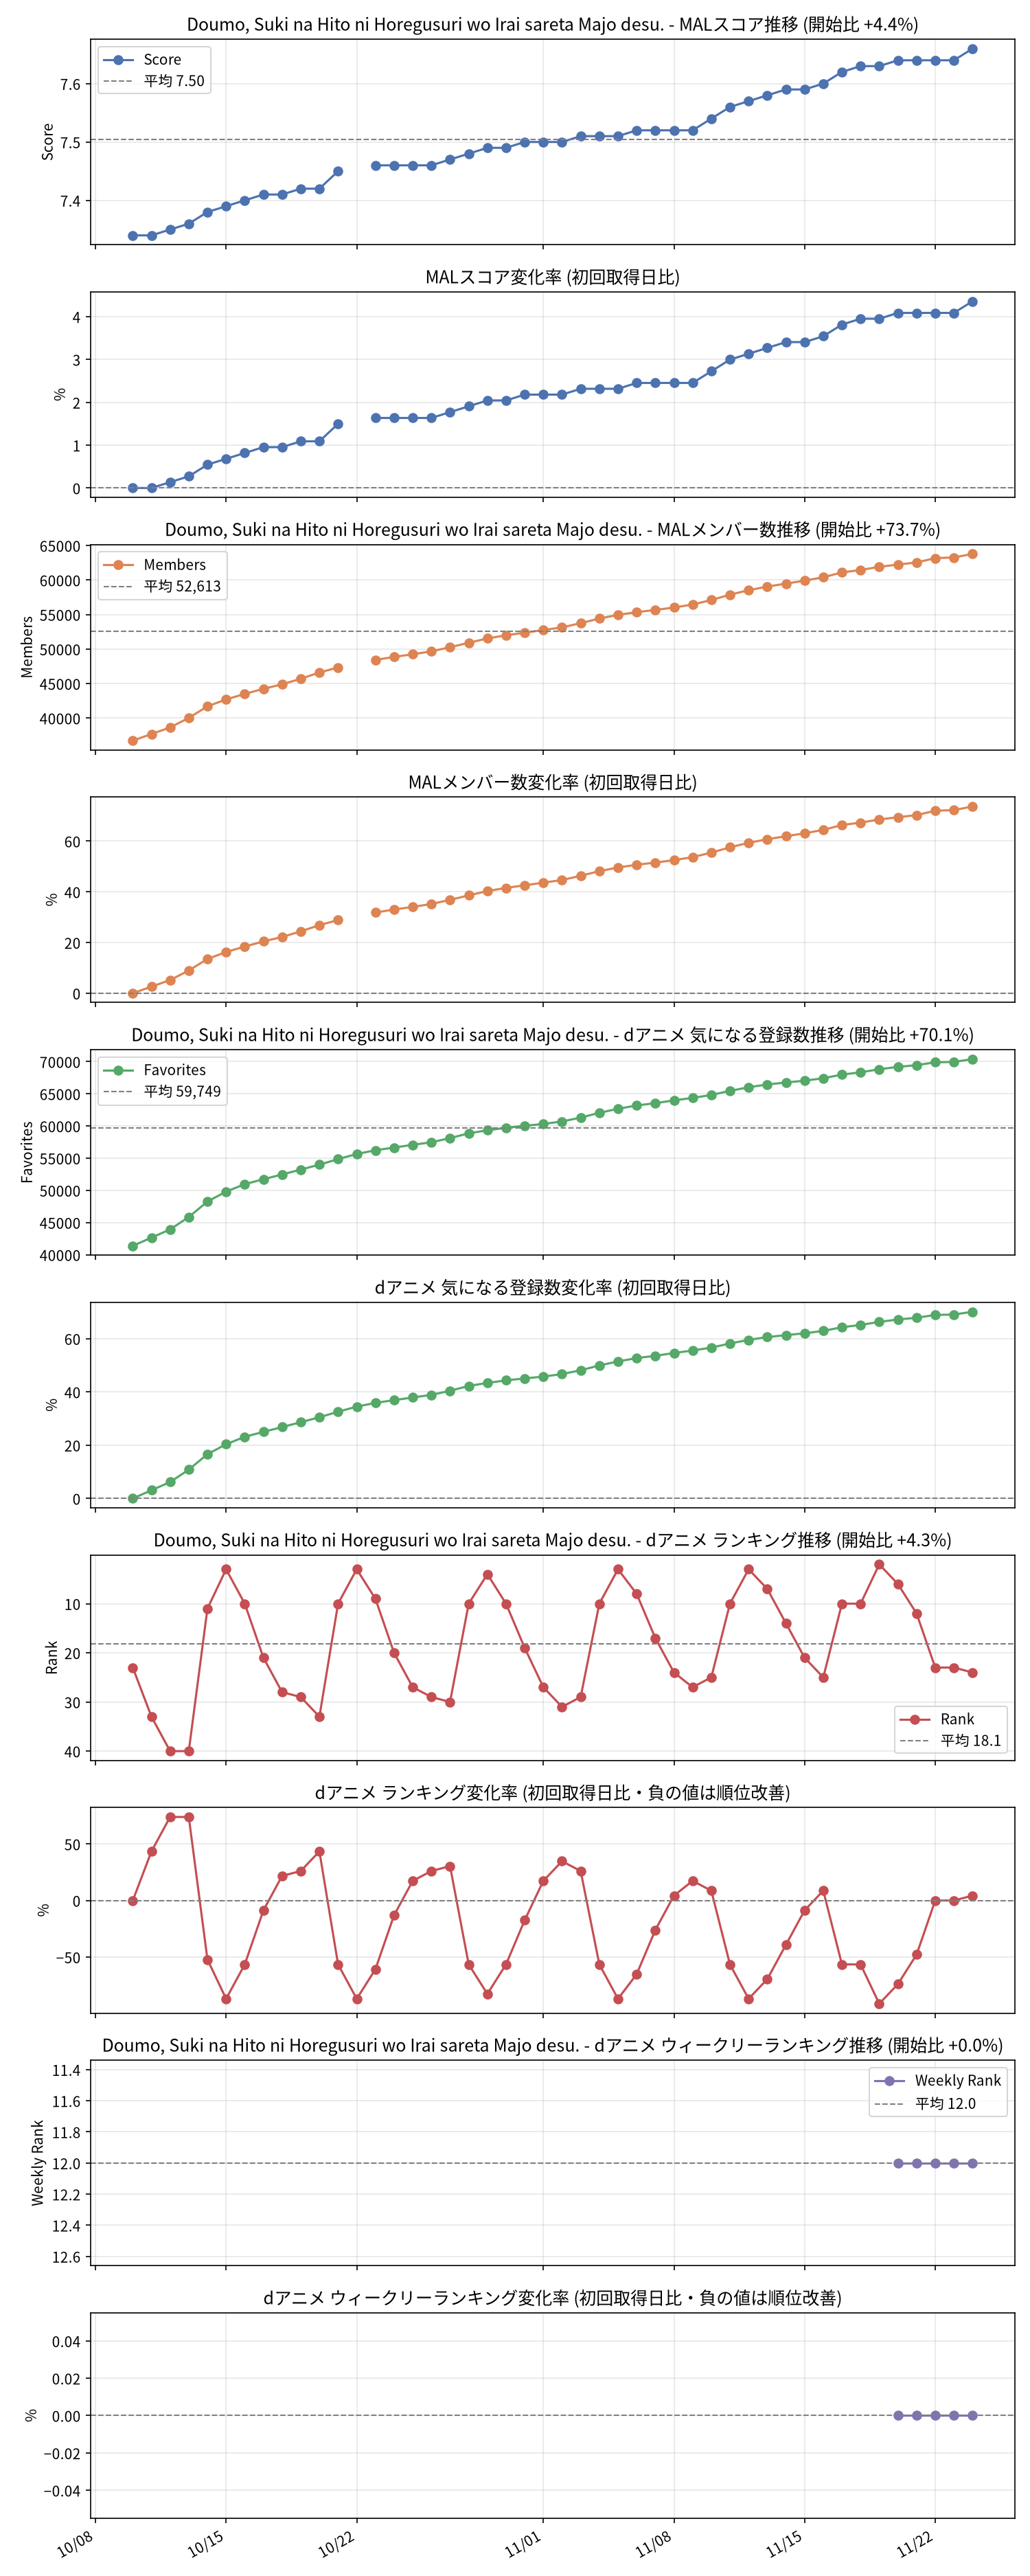 Doumo, Suki na Hito ni Horegusuri wo Irai sareta Majo desu. - MALスコア推移 (開始比 +4.4%)
Score
平均 7.50
7.6
7.5
7.4
Score
MALスコア変化率 (初回取得日比)
4
3
2
1
0
%
Doumo, Suki na Hito ni Horegusuri wo Irai sareta Majo desu. - MALメンバー数推移 (開始比 +73.7%)
Members
平均 52,613
65000
60000
55000
50000
45000
40000
Members
MALメンバー数変化率 (初回取得日比)
60
40
20
0
%
Doumo, Suki na Hito ni Horegusuri wo Irai sareta Majo desu. - dアニメ 気になる登録数推移 (開始比 +70.1%)
Favorites
平均 59,749
70000
65000
60000
55000
50000
45000
40000
Favorites
dアニメ 気になる登録数変化率 (初回取得日比)
60
40
20
0
%
Doumo, Suki na Hito ni Horegusuri wo Irai sareta Majo desu. - dアニメ ランキング推移 (開始比 +4.3%)
10
20
30
40
Rank
Rank
平均 18.1
dアニメ ランキング変化率 (初回取得日比・負の値は順位改善)
50
0
−50
%
Doumo, Suki na Hito ni Horegusuri wo Irai sareta Majo desu. - dアニメ ウィークリーランキング推移 (開始比 +0.0%)
Weekly Rank
平均 12.0
11.4
11.6
11.8
12.0
12.2
12.4
12.6
Weekly Rank
dアニメ ウィークリーランキング変化率 (初回取得日比・負の値は順位改善)
0.04
0.02
0.00
−0.02
−0.04
%
10/08
10/15
10/22
11/01
11/08
11/15
11/22